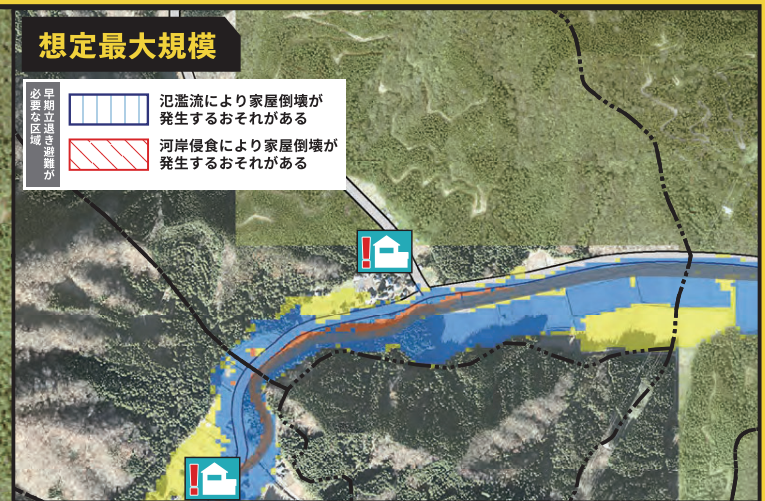 想定最大規模
早期立退き避難が
必要な区域
氾濫流により家屋倒壊が
発生するおそれがある
河岸侵食により家屋倒壊が
発生するおそれがある